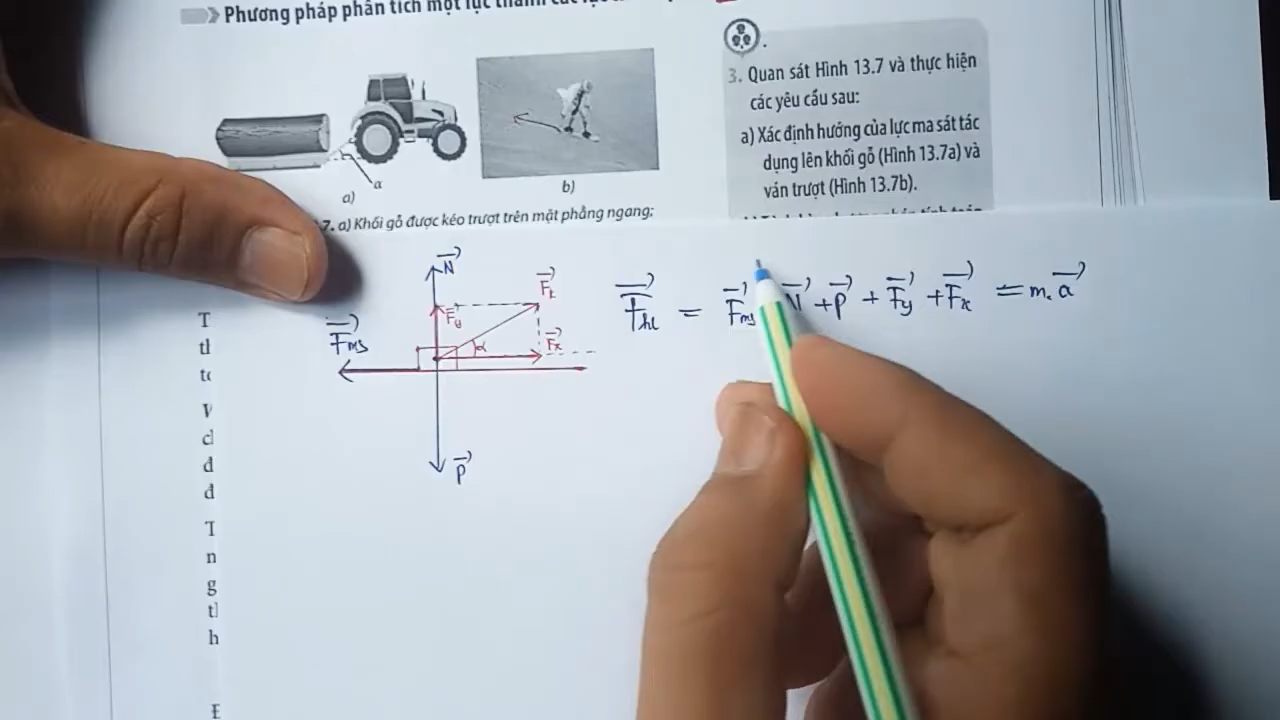 Phương pháp phân tích một lực thành các lực
3. Quan sát Hình 13.7 và thực hiện
các yêu cầu sau:
a) Xác định hướng của lực ma sát tác
dụng lên khối gỗ (Hình 13.7a) và
ván trượt (Hình 13.7b).
α
a)
b)
7. a) Khối gỗ được kéo trượt trên mặt phẳng ngang;
N
Fk
Fy
Fms
α
Fx
P
Fhl = Fms N + P + Fy + Fx = m.a
T
d
đ
T
n
g
h